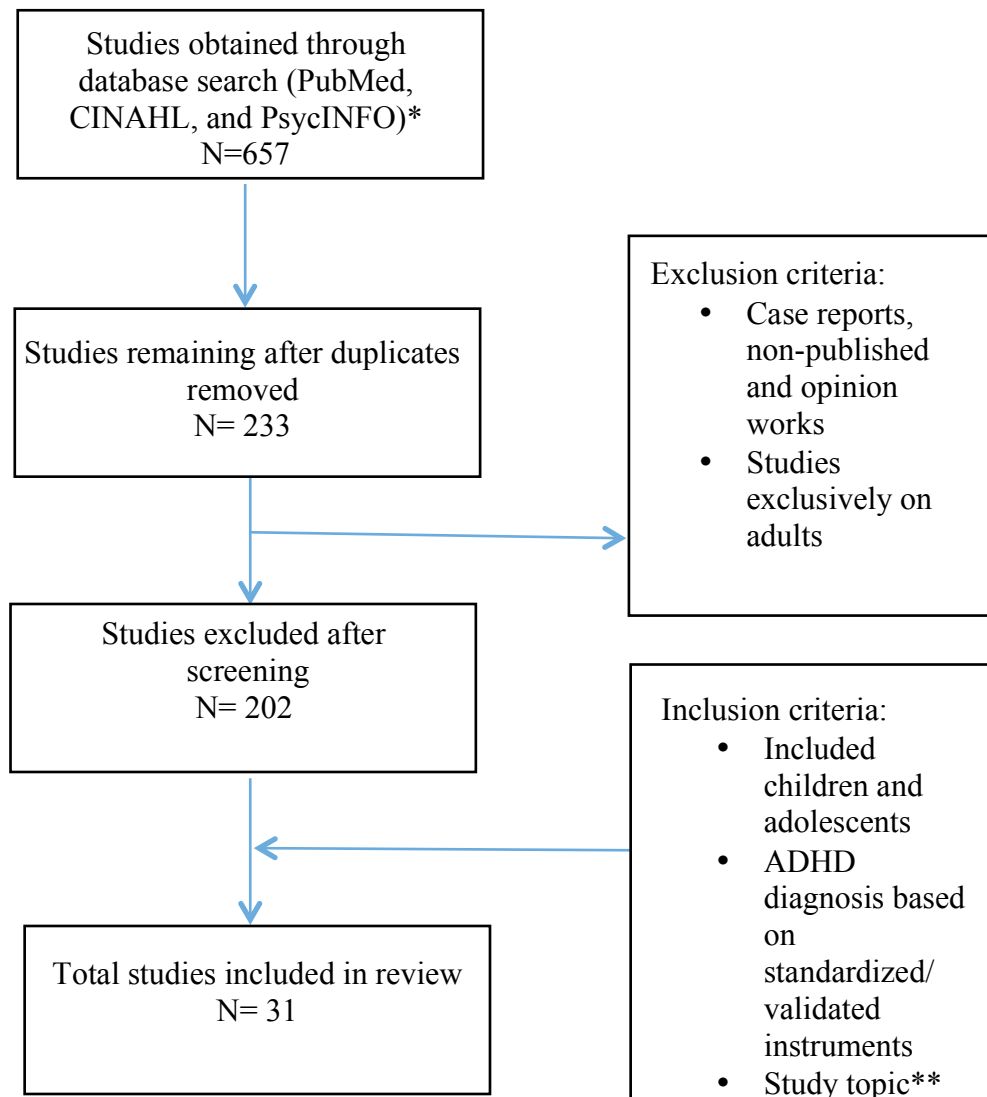 Studies obtained through
database search (PubMed,
CINAHL, and PsycINFO)*
N=657
Studies remaining after duplicates
removed
N= 233
Exclusion criteria:
• Case reports,
non-published
and opinion
works
• Studies
exclusively on
adults
Studies excluded after
screening
N= 202
Inclusion criteria:
• Included
children and
adolescents
• ADHD
diagnosis based
on
standardized/
validated
instruments
• Study topic**
Total studies included in review
N= 31